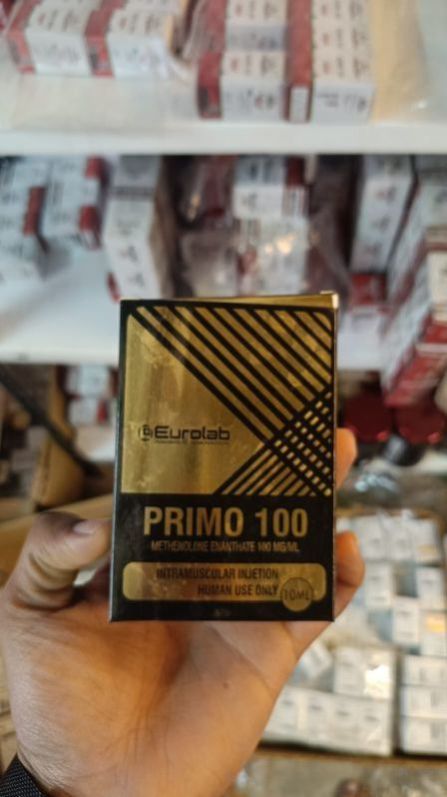 Eurolab
PRIMO 100
METHENOLONE ENANTHATE 100 MG/ML
INTRAMUSCULAR INJETION
HUMAN USE ONLY
10ML